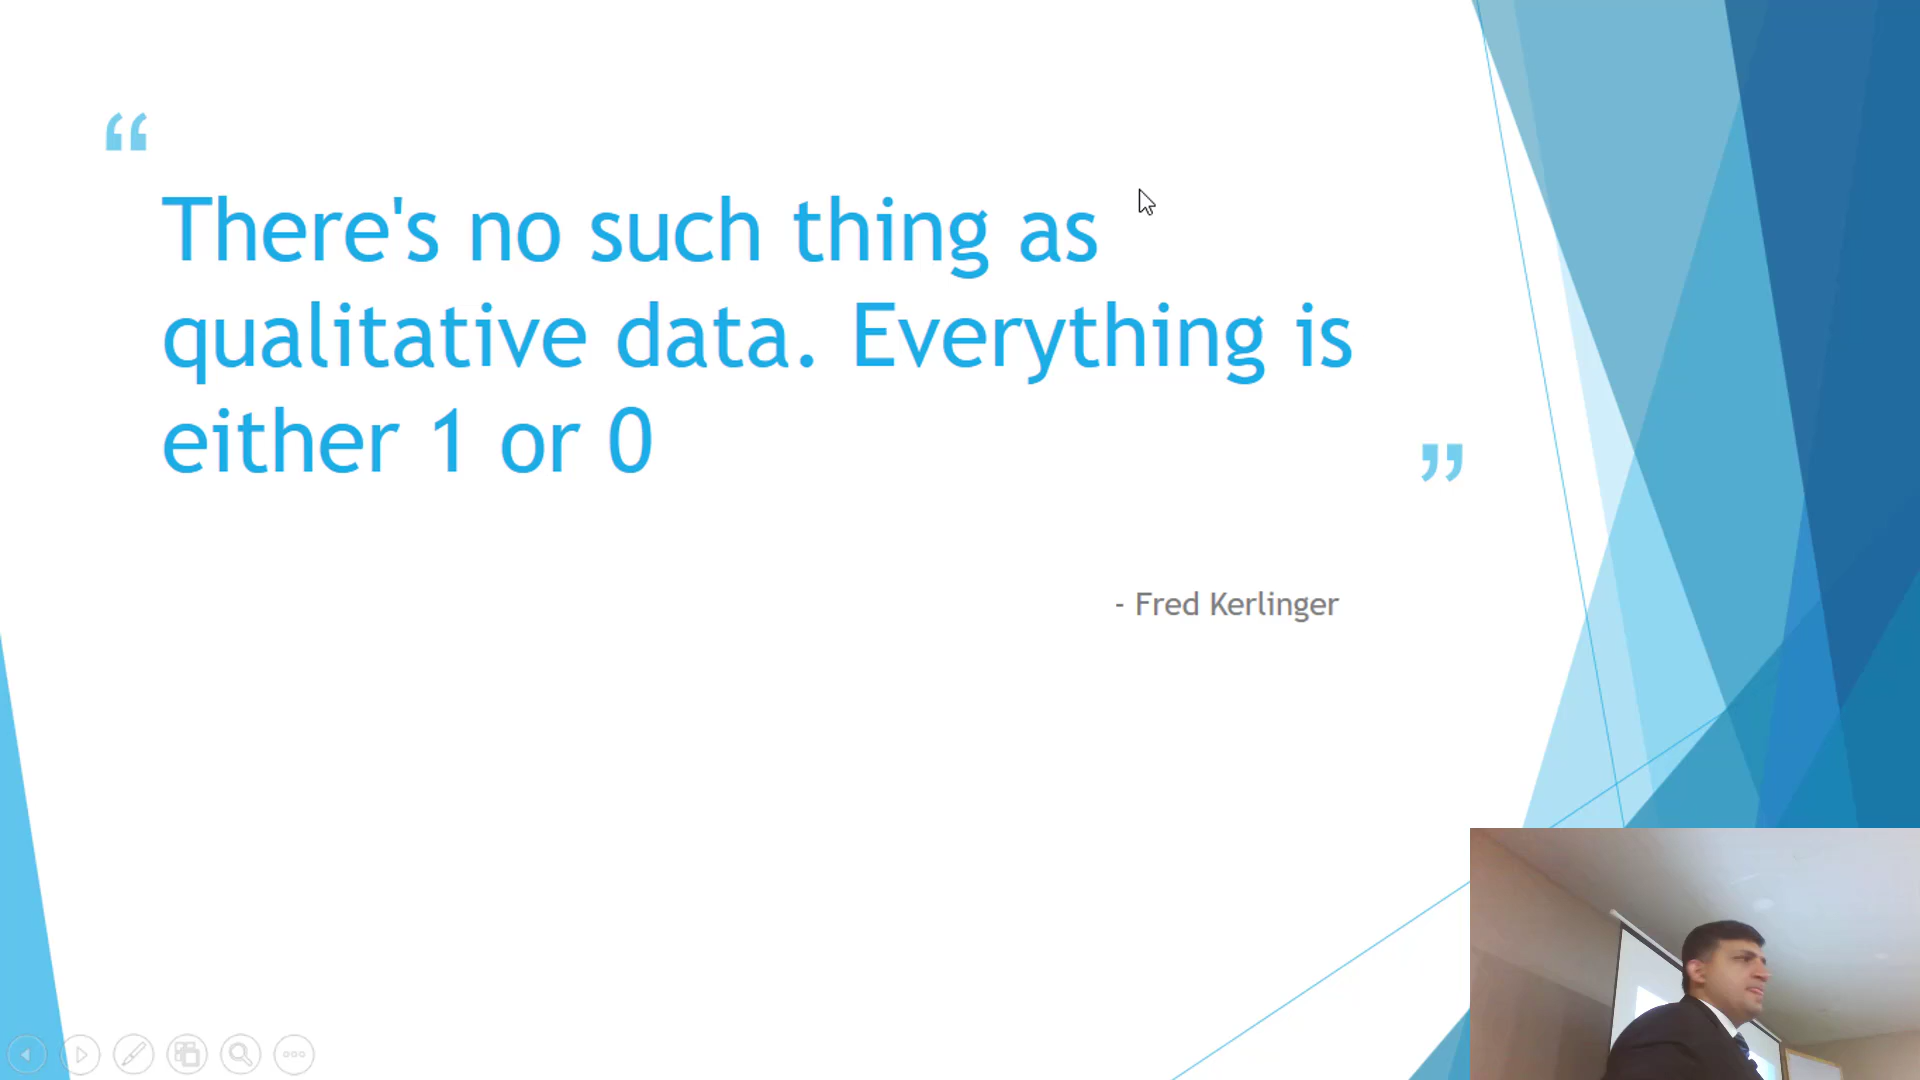 “
There's no such thing as
qualitative data. Everything is
either 1 or 0
”
- Fred Kerlinger